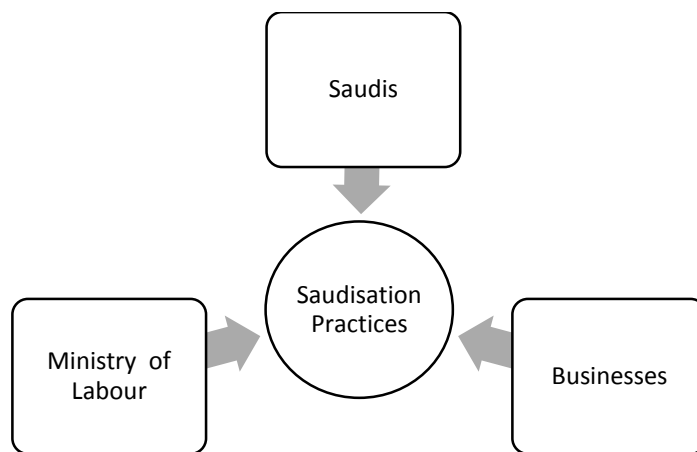 Saudis
Saudisation
Practices
Ministry of
Labour
Businesses